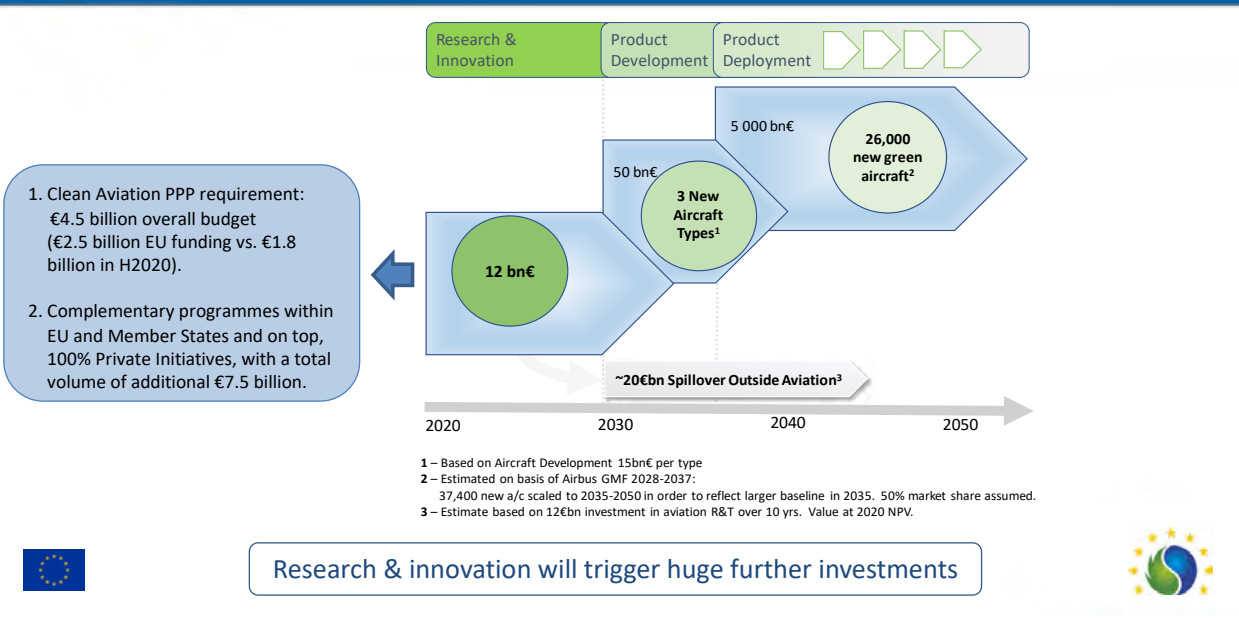 Research &
Innovation
Product
Development
Product
Deployment
5 000 bn€
26,000
new green
aircraft²
50 bn€
3 New
Aircraft
Types¹
12 bn€
1. Clean Aviation PPP requirement:
€4.5 billion overall budget
(€2.5 billion EU funding vs. €1.8
billion in H2020).
2. Complementary programmes within
EU and Member States and on top,
100% Private Initiatives, with a total
volume of additional €7.5 billion.
~20€bn Spillover Outside Aviation³
2020
2030
2040
2050
1 – Based on Aircraft Development 15bn€ per type
2 – Estimated on basis of Airbus GMF 2028-2037:
37,400 new a/c scaled to 2035-2050 in order to reflect larger baseline in 2035. 50% market share assumed.
3 – Estimate based on 12€bn investment in aviation R&T over 10 yrs. Value at 2020 NPV.
Research & innovation will trigger huge further investments